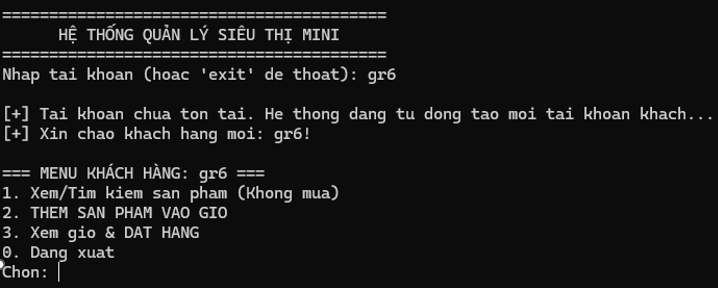 =========================================
HỆ THỐNG QUẢN LÝ SIÊU THỊ MINI
=========================================
Nhap tai khoan (hoac 'exit' de thoat): gr6
[+] Tai khoan chua ton tai. He thong dang tu dong tao moi tai khoan khach...
[+] Xin chao khach hang moi: gr6!
=== MENU KHÁCH HÀNG: gr6 ===
1. Xem/Tim kiem san pham (Khong mua)
2. THEM SAN PHAM VAO GIO
3. Xem gio & DAT HANG
0. Dang xuat
Chon: